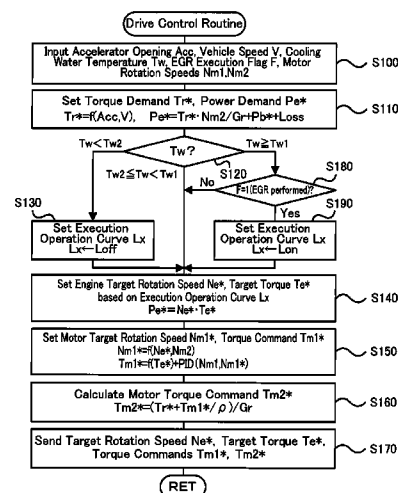 Drive Control Routine
Input Accelerator Opening Acc, Vehicle Speed V, Cooling
Water Temperature Tw, EGR Execution Flag F, Motor
Rotation Speeds Nm1,Nm2
S100
Set Torque Demand Tr*, Power Demand Pe*
Tr*=f(Acc,V), Pe*=Tr*·Nm2/Gr+Pb*+Loss
S110
Tw<Tw2
Tw?
Tw≧Tw1
S120
S180
Tw2≦Tw<Tw1
No
F=1(EGR performed)?
S130
Yes
S190
Set Execution
Operation Curve Lx
Lx←Loff
Set Execution
Operation Curve Lx
Lx←Lon
Set Engine Target Rotation Speed Ne*, Target Torque Te*
based on Execution Operation Curve Lx
Pe*=Ne*·Te*
S140
Set Motor Target Rotation Speed Nm1*, Torque Command Tm1*
Nm1*=f(Ne*,Nm2)
Tm1*=f(Te*)+PID(Nm1,Nm1*)
S150
Calculate Motor Torque Command Tm2*
Tm2*=(Tr*+Tm1*/ρ)/Gr
S160
Send Target Rotation Speed Ne*, Target Torque Te*,
Torque Commands Tm1*, Tm2*
S170
RET